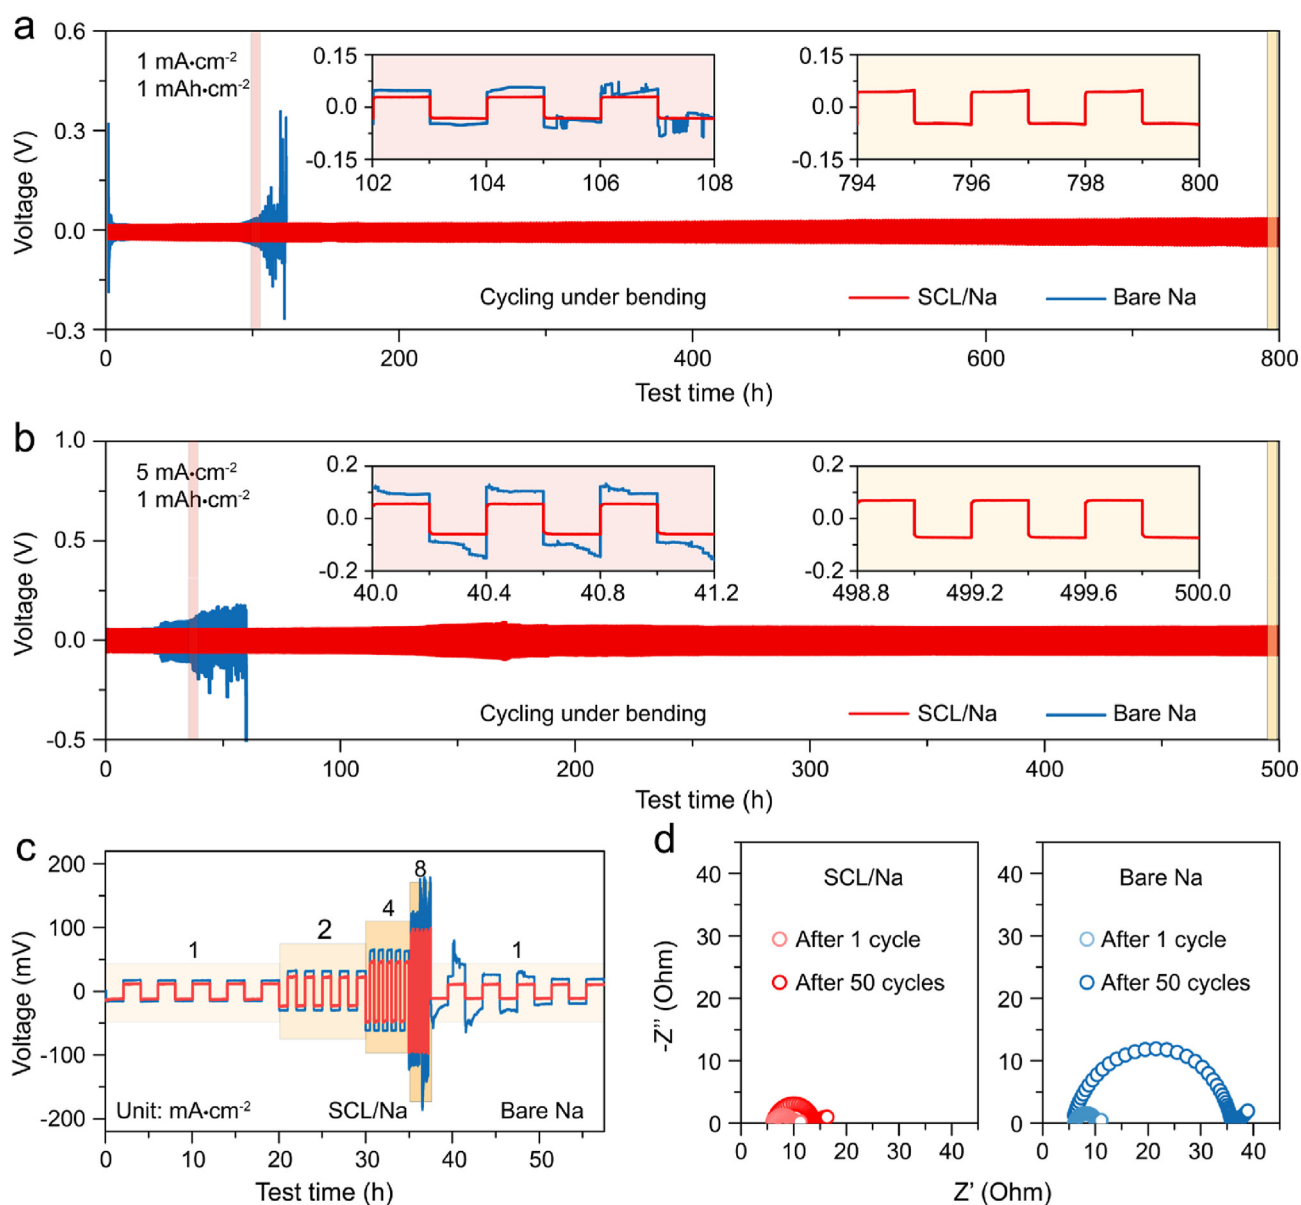 a
0.6
0.3
0.0
-0.3
Voltage (V)
1 mA•cm⁻²
1 mAh•cm⁻²
0.15
0.0
-0.15
102 104 106 108
0.15
0.0
-0.15
794 796 798 800
Cycling under bending
SCL/Na
Bare Na
0 200 400 600 800
Test time (h)
b
1.0
0.5
0.0
-0.5
Voltage (V)
5 mA•cm⁻²
1 mAh•cm⁻²
0.2
0.0
-0.2
40.0 40.4 40.8 41.2
0.2
0.0
-0.2
498.8 499.2 499.6 500.0
Cycling under bending
SCL/Na
Bare Na
0 100 200 300 400 500
Test time (h)
c
200
100
0
-100
-200
Voltage (mV)
1 2 4 8 1
Unit: mA•cm⁻²
SCL/Na
Bare Na
0 10 20 30 40 50
Test time (h)
d
-Z" (Ohm)
40
30
20
10
0
SCL/Na
After 1 cycle
After 50 cycles
0 10 20 30 40
40
30
20
10
0
Bare Na
After 1 cycle
After 50 cycles
0 10 20 30 40
Z' (Ohm)